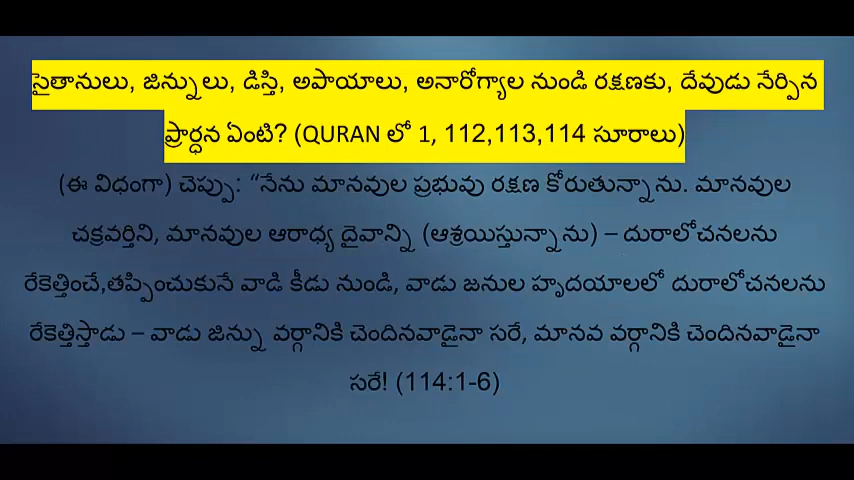 సైతానులు, జిన్నులు, డిస్తి, అపాయాలు, అనారోగ్యాల నుండి రక్షణకు, దేవుడు నేర్పిన
ప్రార్ధన ఏంటి? (QURAN లో 1, 112,113,114 సూరాలు)
(ఈ విధంగా) చెప్పు: “నేను మానవుల ప్రభువు రక్షణ కోరుతున్నాను. మానవుల
చక్రవర్తిని, మానవుల ఆరాధ్య దైవాన్ని (ఆశ్రయిస్తున్నాను) – దురాలోచనలను
రేకెత్తించే,తప్పించుకునే వాడి కీడు నుండి, వాడు జనుల హృదయాలలో దురాలోచనలను
రేకెత్తిస్తాడు – వాడు జిన్ను వర్గానికి చెందినవాడైనా సరే, మానవ వర్గానికి చెందినవాడైనా
సరే! (114:1-6)